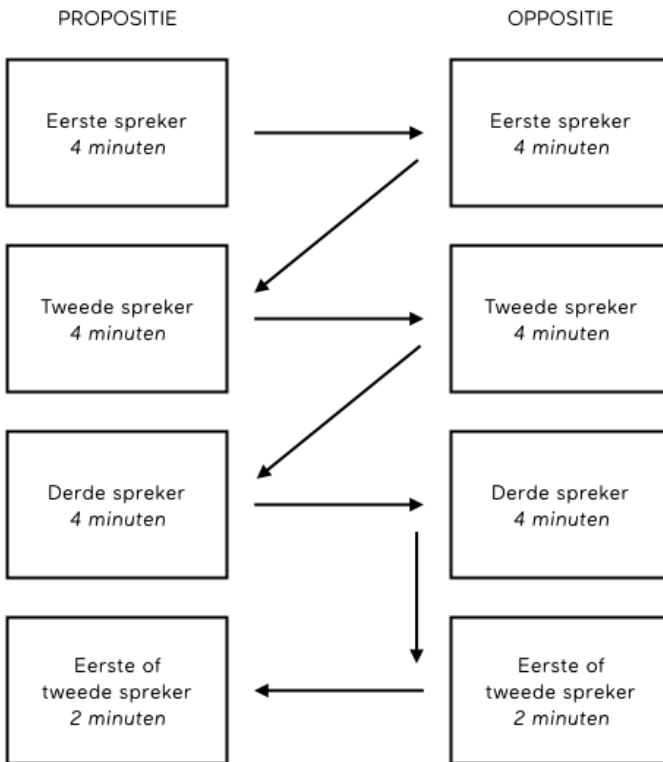 PROPOSITIE
OPPOSITIE
Eerste spreker
4 minuten
Eerste spreker
4 minuten
Tweede spreker
4 minuten
Tweede spreker
4 minuten
Derde spreker
4 minuten
Derde spreker
4 minuten
Eerste of
tweede spreker
2 minuten
Eerste of
tweede spreker
2 minuten